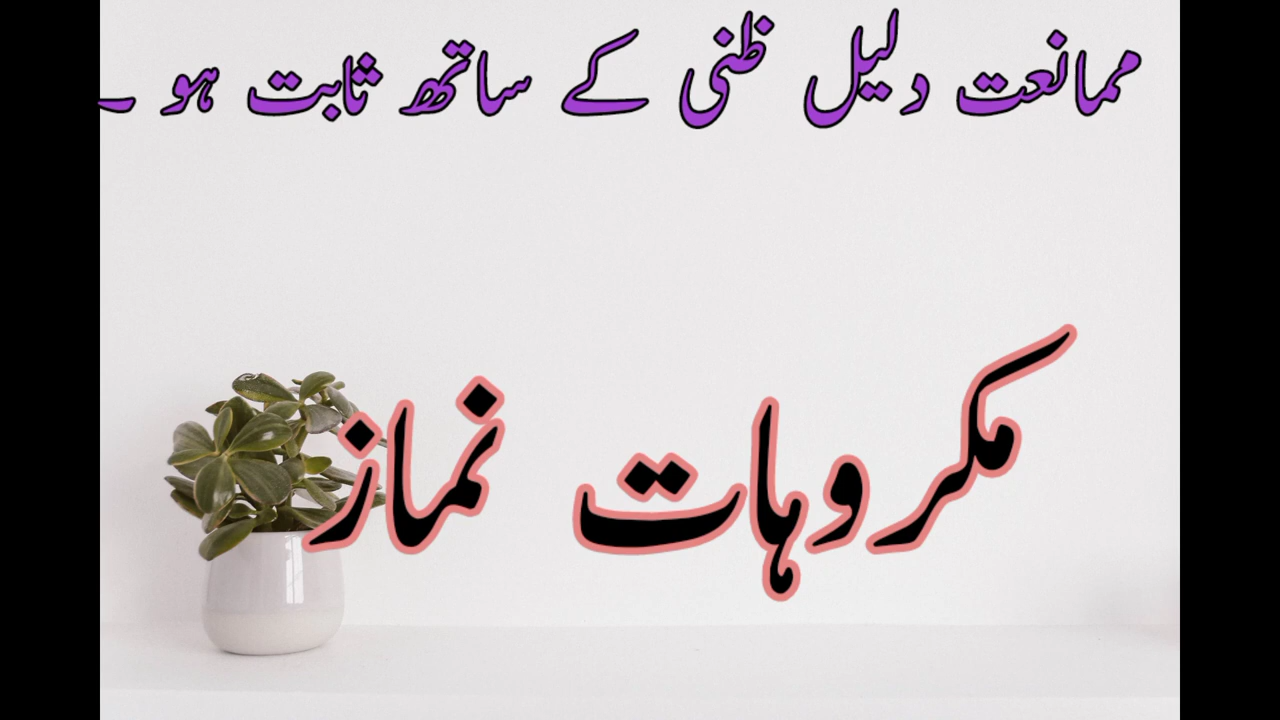 ممانعت دلیل ظنی کے ساتھ ثابت ہو ۔
مکروہات نماز